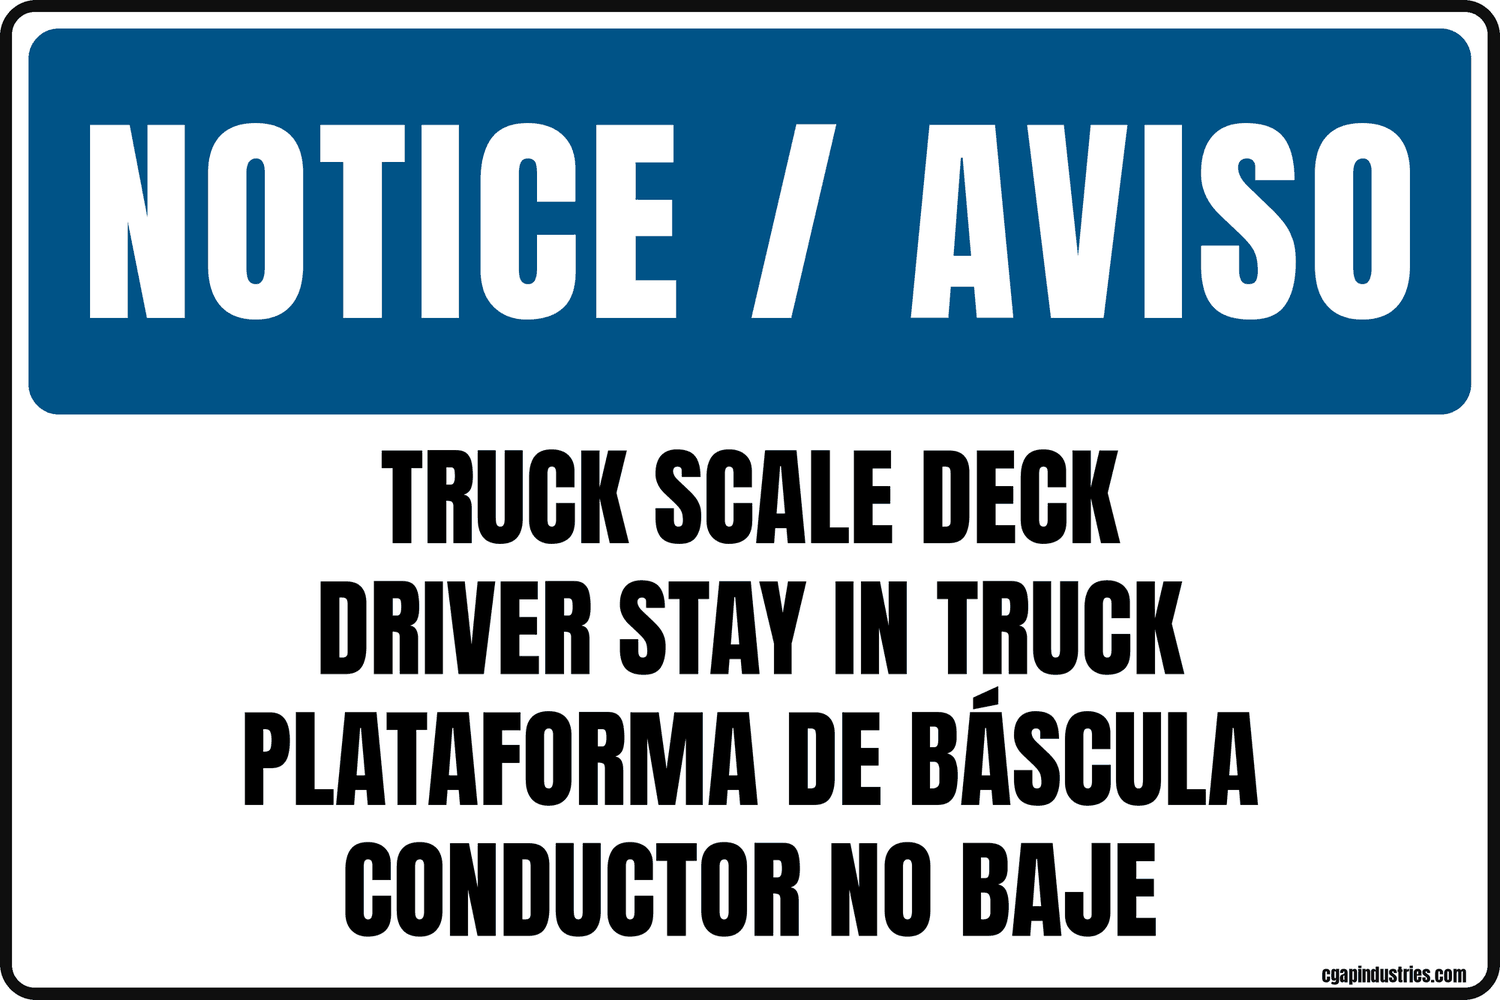 NOTICE / AVISO
TRUCK SCALE DECK
DRIVER STAY IN TRUCK
PLATAFORMA DE BÁSCULA
CONDUCTOR NO BAJE
cgapindustries.com